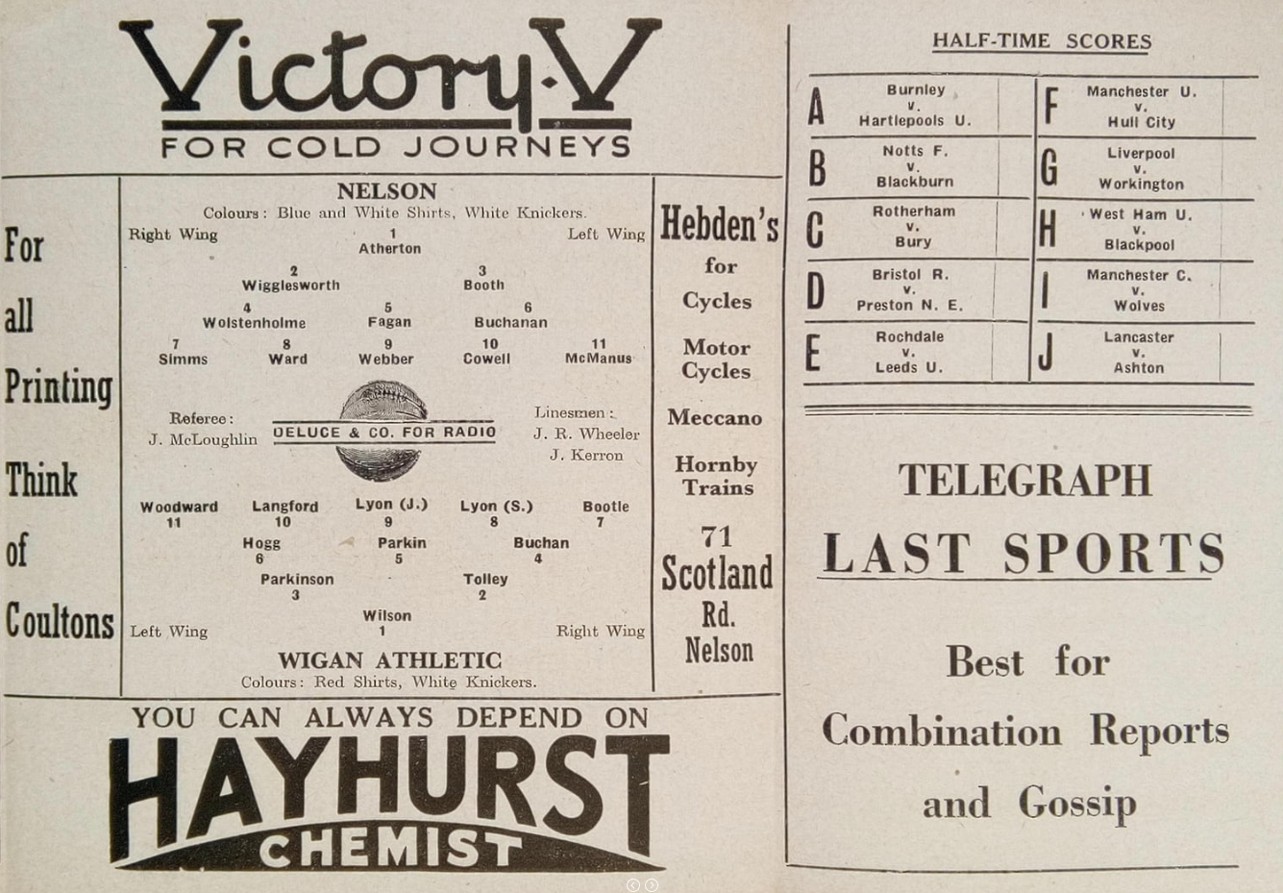 Victory-V
FOR COLD JOURNEYS
For
all
Printing
Think
of
Coultons
NELSON
Colours: Blue and White Shirts, White Knickers.
Right Wing 1 Left Wing
Atherton
2 3
Wigglesworth Booth
4 5 6
Wolstenholme Fagan Buchanan
7 8 9 10 11
Simms Ward Webber Cowell McManus
Referee:
J. McLoughlin
DELUCE & CO. FOR RADIO
Linesmen:
J. R. Wheeler
J. Kerron
Woodward Langford Lyon (J.) Lyon (S.) Bootle
11 10 9 8 7
Hogg Parkin Buchan
6 5 4
Parkinson Tolley
3 2
Wilson
Left Wing 1 Right Wing
WIGAN ATHLETIC
Colours: Red Shirts, White Knickers.
Hebden's
for
Cycles
Motor
Cycles
Meccano
Hornby
Trains
71
Scotland
Rd.
Nelson
YOU CAN ALWAYS DEPEND ON
HAYHURST
CHEMIST
HALF-TIME SCORES
A
Burnley
v.
Hartlepools U.
B
Notts F.
v.
Blackburn
C
Rotherham
v.
Bury
D
Bristol R.
v.
Preston N. E.
E
Rochdale
v.
Leeds U.
F
Manchester U.
v.
Hull City
G
Liverpool
v.
Workington
H
West Ham U.
v.
Blackpool
I
Manchester C.
v.
Wolves
J
Lancaster
v.
Ashton
TELEGRAPH
LAST SPORTS
Best for
Combination Reports
and Gossip